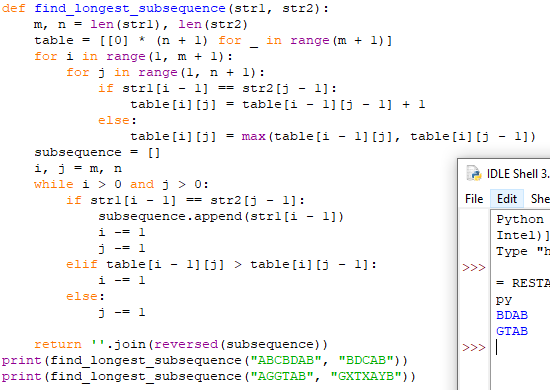 def find_longest_subsequence(str1, str2):
    m, n = len(str1), len(str2)
    table = [[0] * (n + 1) for _ in range(m + 1)]
    for i in range(1, m + 1):
        for j in range(1, n + 1):
            if str1[i - 1] == str2[j - 1]:
                table[i][j] = table[i - 1][j - 1] + 1
            else:
                table[i][j] = max(table[i - 1][j], table[i][j - 1])
    subsequence = []
    i, j = m, n
    while i > 0 and j > 0:
        if str1[i - 1] == str2[j - 1]:
            subsequence.append(str1[i - 1])
            i -= 1
            j -= 1
        elif table[i - 1][j] > table[i][j - 1]:
            i -= 1
        else:
            j -= 1

    return ''.join(reversed(subsequence))
print(find_longest_subsequence("ABCBDAB", "BDCAB"))
print(find_longest_subsequence("AGGTAB", "GXTXAYB"))
IDLE Shell 3.
File Edit She
Python
Intel)]
Type "h
>>>
= RESTA
py
BDAB
GTAB
>>>